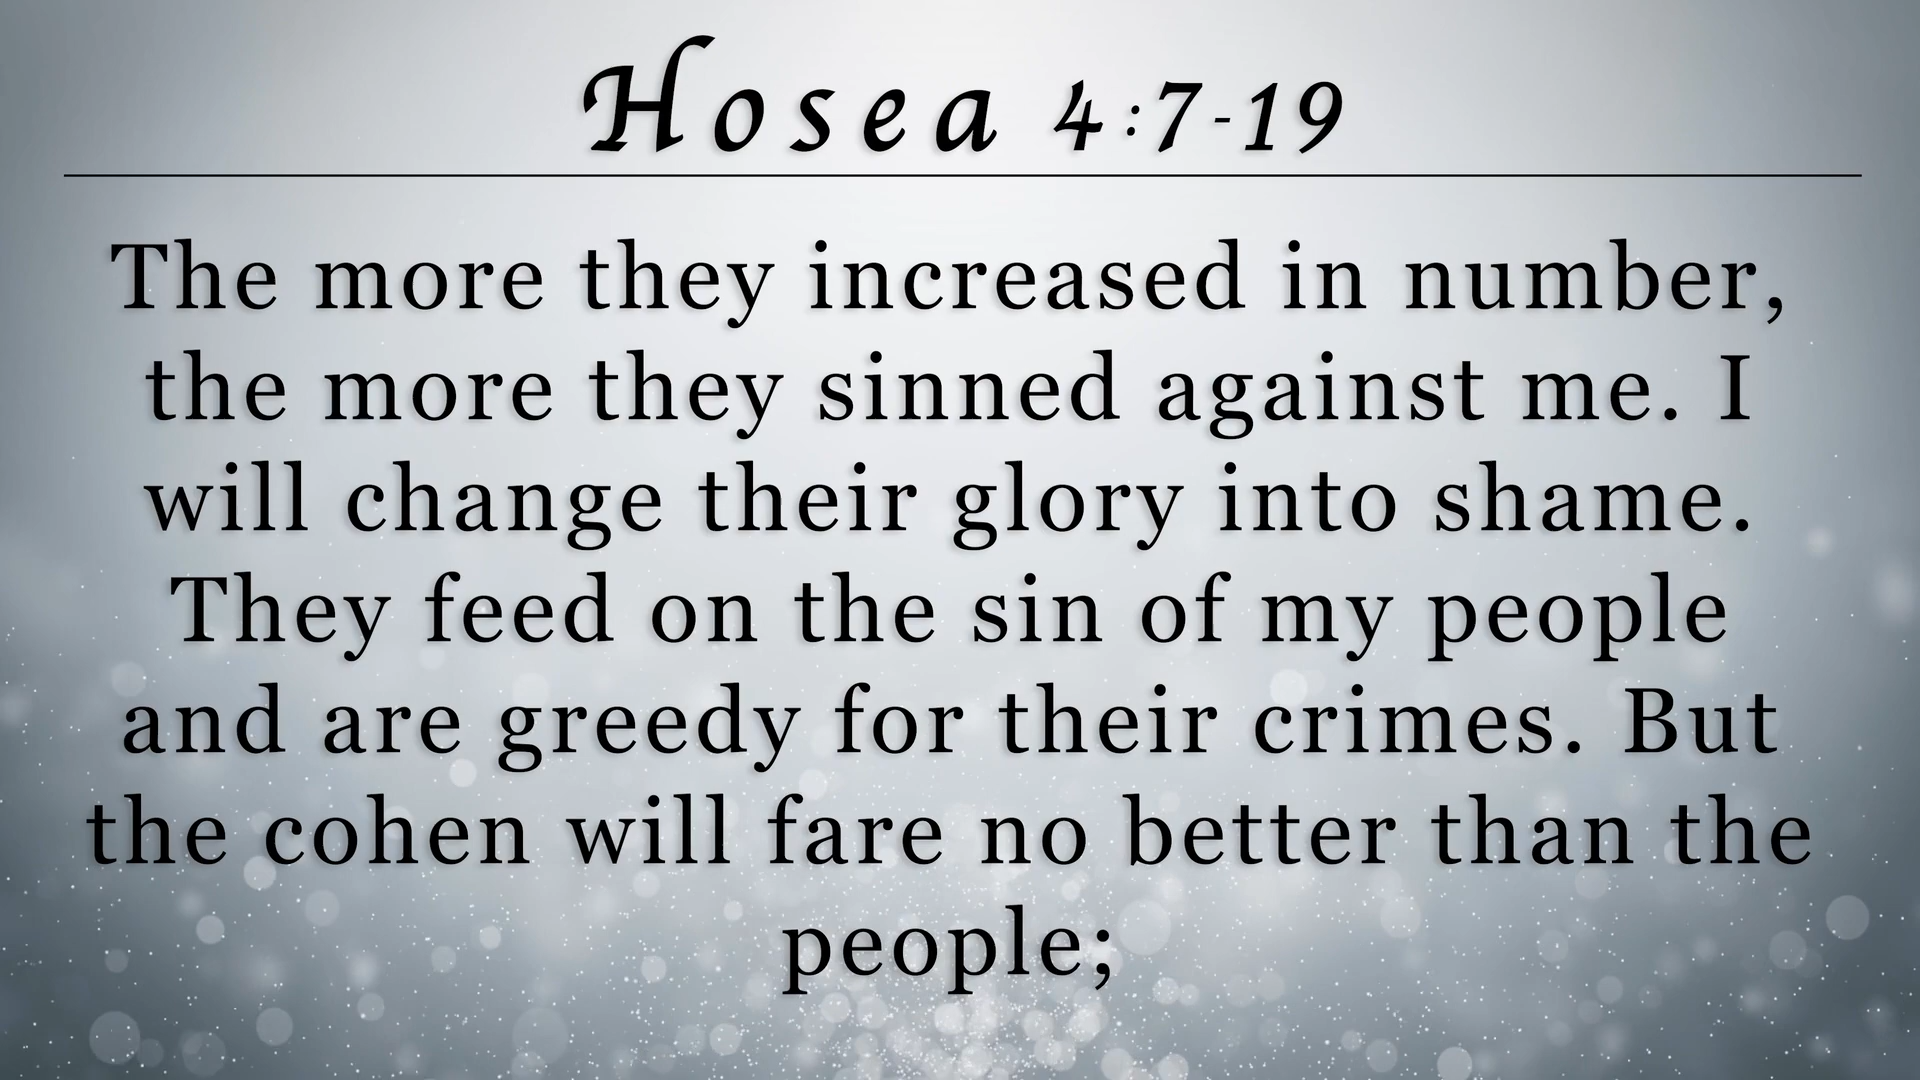 Hosea 4:7-19
The more they increased in number,
the more they sinned against me. I
will change their glory into shame.
They feed on the sin of my people
and are greedy for their crimes. But
the cohen will fare no better than the
people;